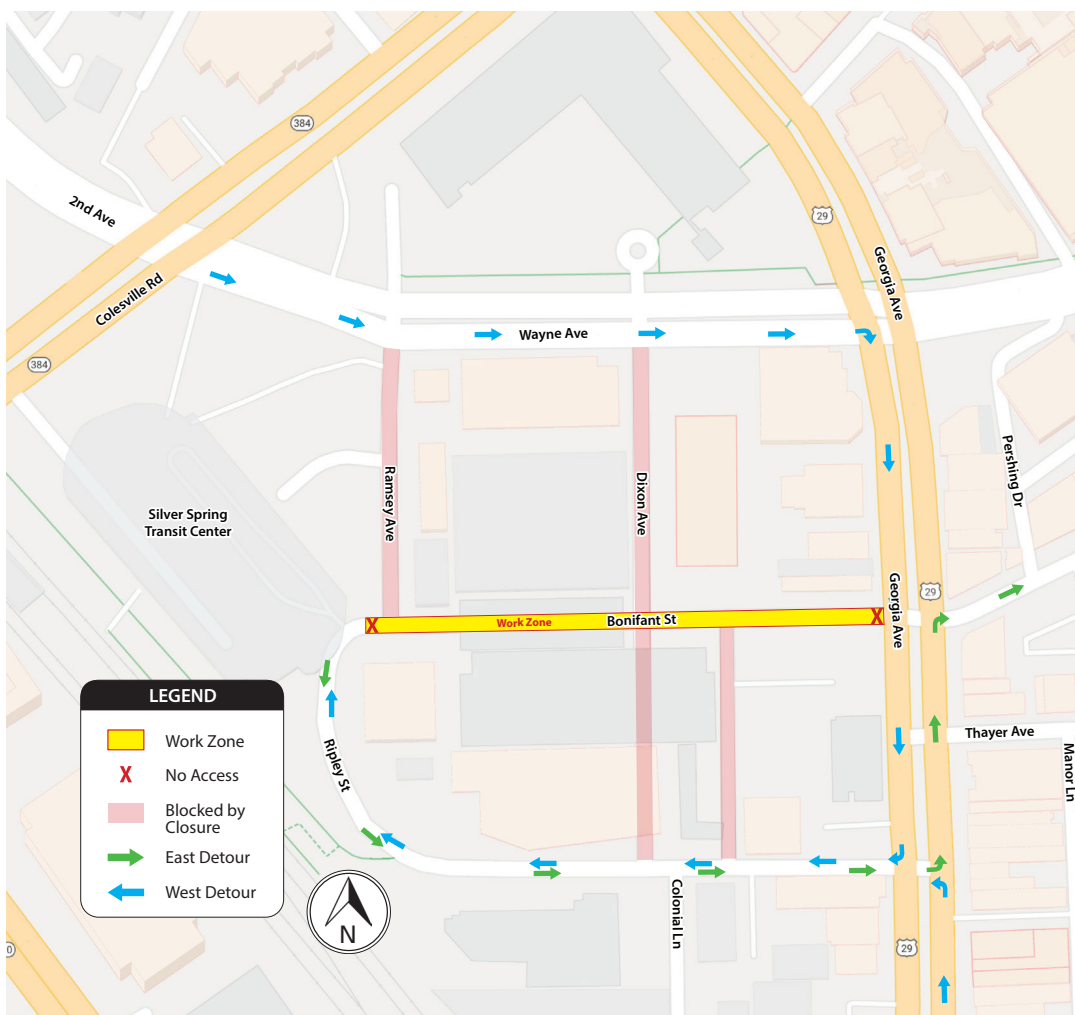 384
2nd Ave
29
Colesville Rd
Georgia Ave
Wayne Ave
384
Pershing Dr
Ramsey Ave
Dixon Ave
Silver Spring
Transit Center
Georgia Ave
29
X
Work Zone
Bonifant St
X
LEGEND
Work Zone
X
No Access
Blocked by
Closure
East Detour
West Detour
Ripley St
Thayer Ave
Manor Ln
Colonial Ln
N
29
0